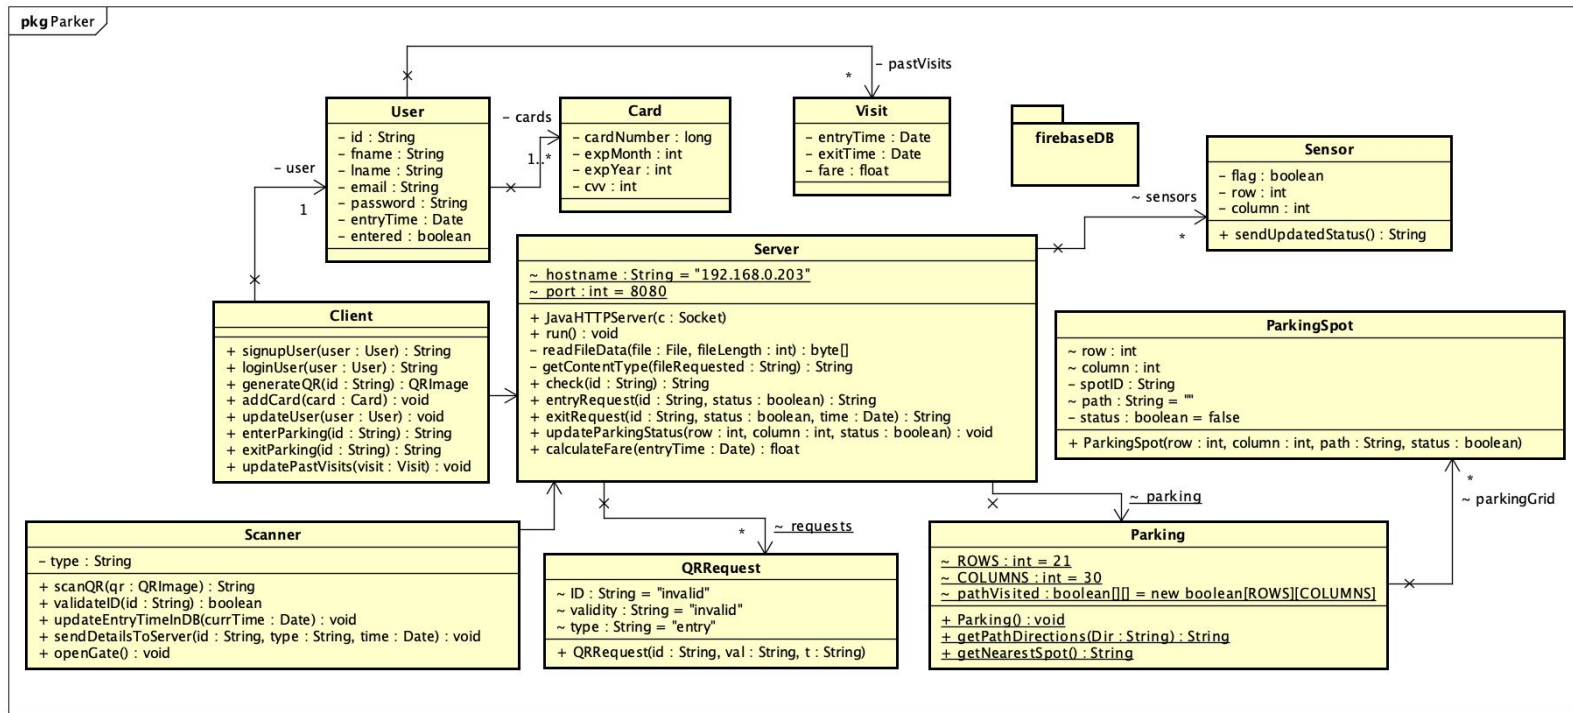 pkg Parker
– pastVisits
*
User
– id : String
– fname : String
– lname : String
– email : String
– password : String
– entryTime : Date
– entered : boolean
– cards
1..*
Card
– cardNumber : long
– expMonth : int
– expYear : int
– cvv : int
Visit
– entryTime : Date
– exitTime : Date
– fare : float
firebaseDB
Sensor
– flag : boolean
– row : int
– column : int
+ sendUpdatedStatus() : String
– user
1
~ sensors
*
Server
~ hostname : String = "192.168.0.203"
~ port : int = 8080
+ JavaHTTPServer(c : Socket)
+ run() : void
– readFileData(file : File, fileLength : int) : byte[]
– getContentType(fileRequested : String) : String
+ check(id : String) : String
+ entryRequest(id : String, status : boolean) : String
+ exitRequest(id : String, status : boolean, time : Date) : String
+ updateParkingStatus(row : int, column : int, status : boolean) : void
+ calculateFare(entryTime : Date) : float
Client
+ signupUser(user : User) : String
+ loginUser(user : User) : String
+ generateQR(id : String) : QRImage
+ addCard(card : Card) : void
+ updateUser(user : User) : void
+ enterParking(id : String) : String
+ exitParking(id : String) : String
+ updatePastVisits(visit : Visit) : void
ParkingSpot
~ row : int
~ column : int
– spotID : String
~ path : String = ""
– status : boolean = false
+ ParkingSpot(row : int, column : int, path : String, status : boolean)
*
~ parkingGrid
~ parking
*
~ requests
Scanner
– type : String
+ scanQR(qr : QRImage) : String
+ validateID(id : String) : boolean
+ updateEntryTimeInDB(currTime : Date) : void
+ sendDetailsToServer(id : String, type : String, time : Date) : void
+ openGate() : void
QRRequest
~ ID : String = "invalid"
~ validity : String = "invalid"
~ type : String = "entry"
+ QRRequest(id : String, val : String, t : String)
Parking
~ ROWS : int = 21
~ COLUMNS : int = 30
~ pathVisited : boolean[][] = new boolean[ROWS][COLUMNS]
+ Parking() : void
+ getPathDirections(Dir : String) : String
+ getNearestSpot() : String